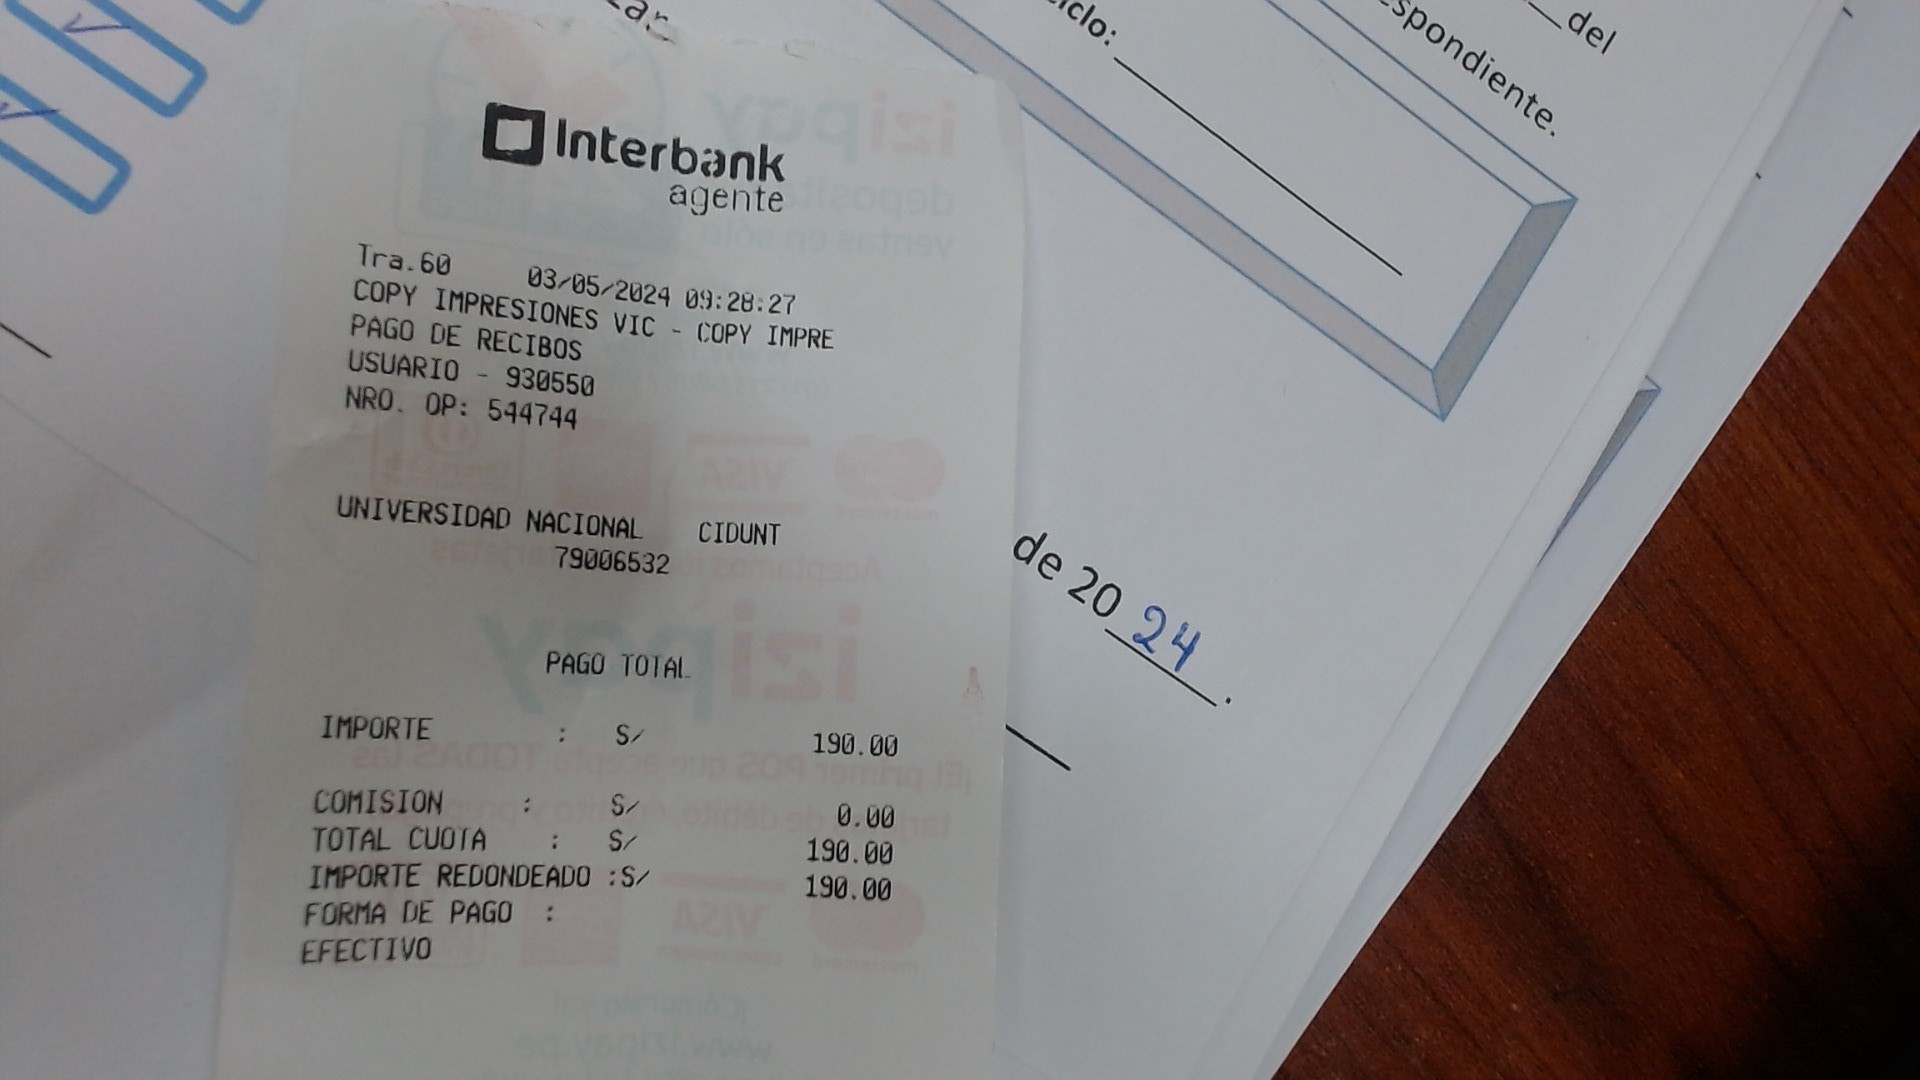 del
spondiente.
iclo:
Interbank
agente
Tra.60 03/05/2024 09:28:27
COPY IMPRESIONES VIC - COPY IMPRE
PAGO DE RECIBOS
USUARIO - 930550
NRO. OP: 544744
UNIVERSIDAD NACIONAL CIDUNT
79006532
de 2024.
PAGO TOTAL
IMPORTE : S/ 190.00
COMISION : S/ 0.00
TOTAL CUOTA : S/ 190.00
IMPORTE REDONDEADO :S/ 190.00
FORMA DE PAGO :
EFECTIVO